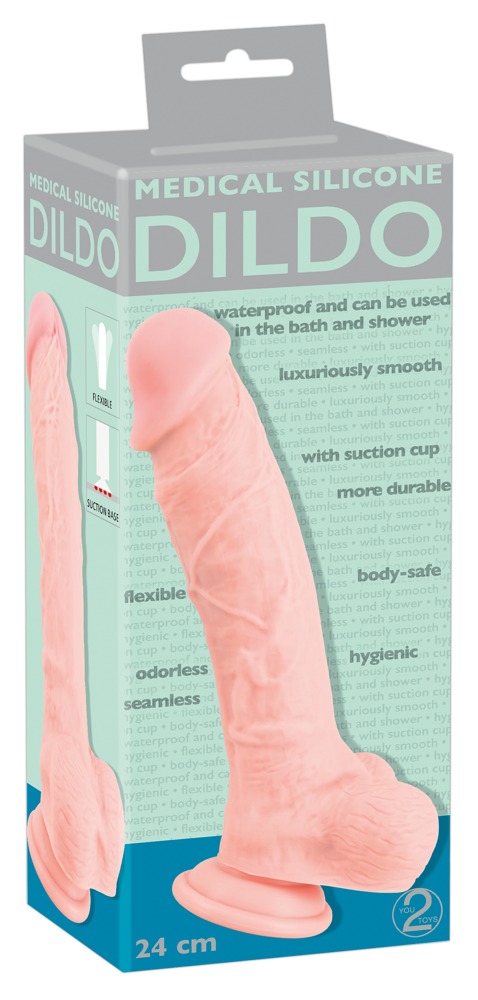 MEDICAL SILICONE
DILDO
FLEXIBLE
SUCTION BASE
MEDICAL SILICONE
DILDO
waterproof and can be used
in the bath and shower
luxuriously smooth
with suction cup
more durable
body-safe
flexible
hygienic
odorless
seamless
24 cm
YOU
2
TOYS